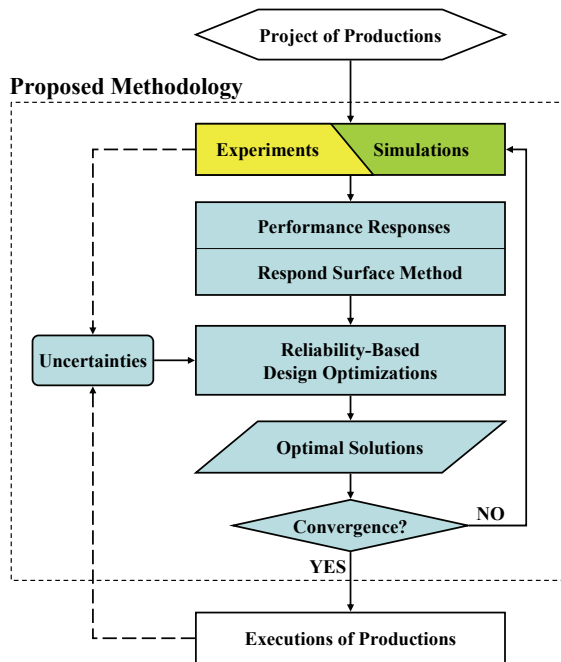 Project of Productions
Proposed Methodology
Experiments
Simulations
Performance Responses
Respond Surface Method
Uncertainties
Reliability-Based
Design Optimizations
Optimal Solutions
Convergence?
NO
YES
Executions of Productions